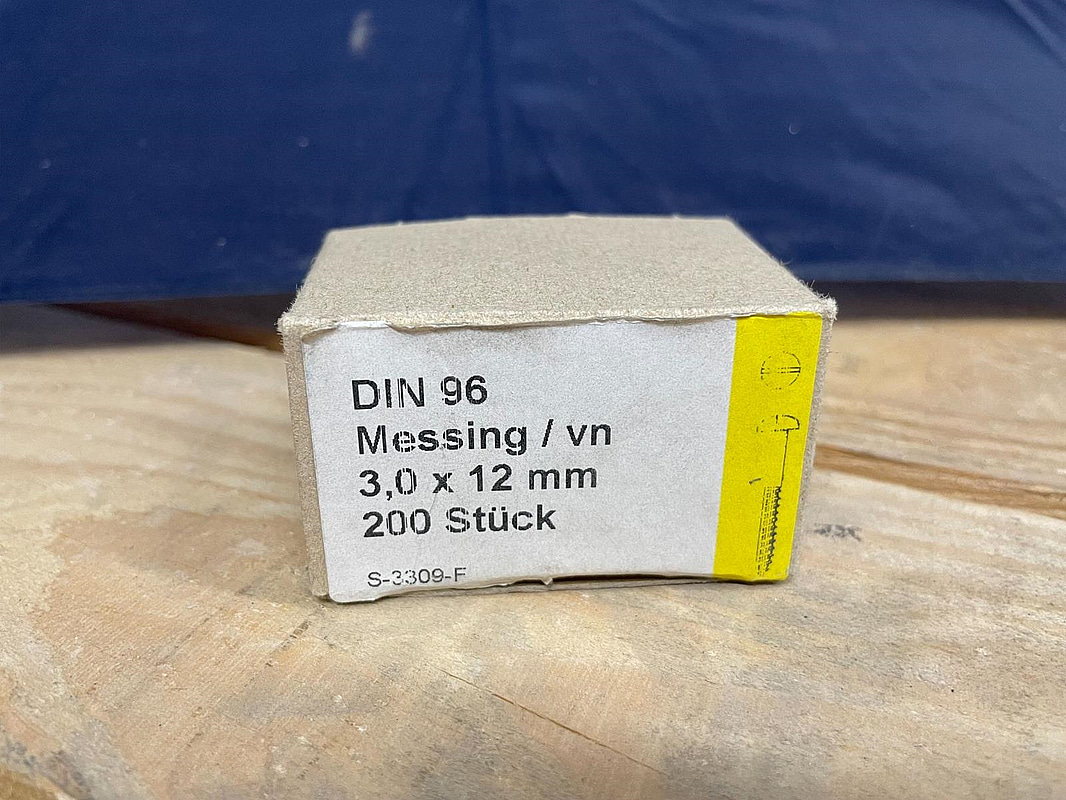 DIN 96
Messing / vn
3,0 x 12 mm
200 Stück
S-3309-F